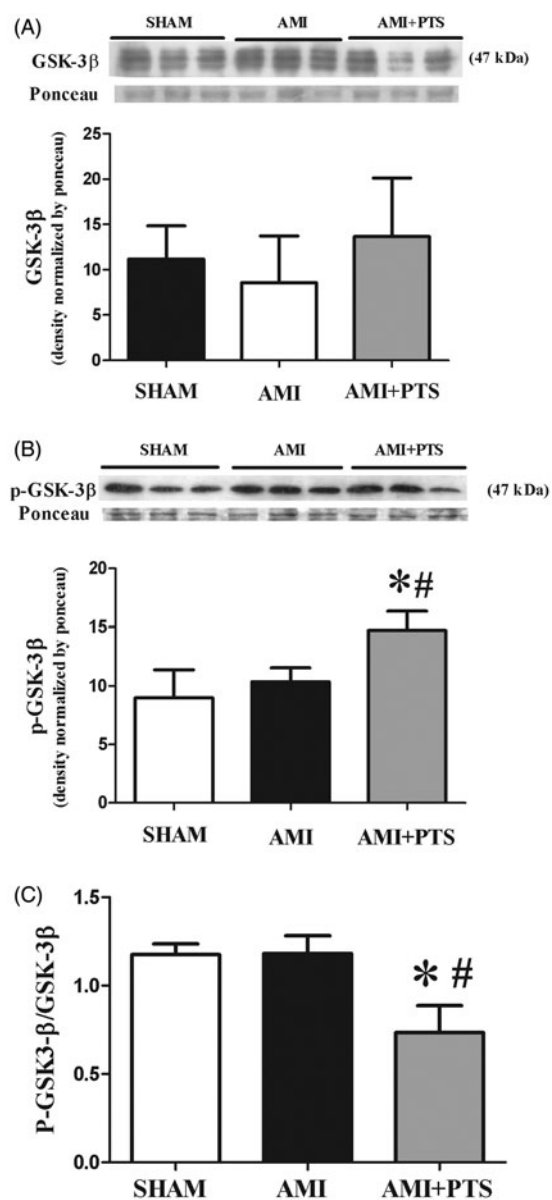 (A)
SHAM AMI AMI+PTS
GSK-3β (47 kDa)
Ponceau
GSK-3β
(density normalized by ponceau)
25
20
15
10
5
0
SHAM AMI AMI+PTS
(B)
SHAM AMI AMI+PTS
p-GSK-3β (47 kDa)
Ponceau
p-GSK-3β
(density normalized by ponceau)
20
15
10
5
0
*#
SHAM AMI AMI+PTS
(C)
P-GSK3-β/GSK-3β
1.5
1.0
0.5
0.0
* #
SHAM AMI AMI+PTS